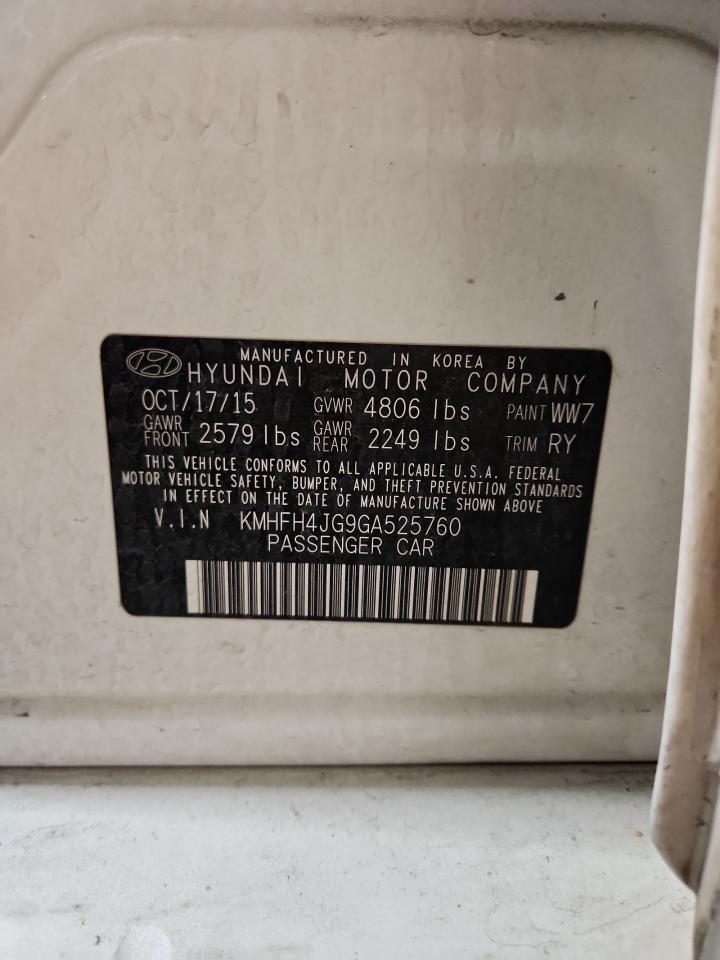 MANUFACTURED IN KOREA BY
HYUNDAI MOTOR COMPANY
OCT/17/15 GVWR 4806 lbs PAINT WW7
GAWR FRONT 2579 lbs GAWR REAR 2249 lbs TRIM RY
THIS VEHICLE CONFORMS TO ALL APPLICABLE U.S.A. FEDERAL
MOTOR VEHICLE SAFETY, BUMPER, AND THEFT PREVENTION STANDARDS
IN EFFECT ON THE DATE OF MANUFACTURE SHOWN ABOVE
V.I.N KMHFH4JG9GA525760
PASSENGER CAR